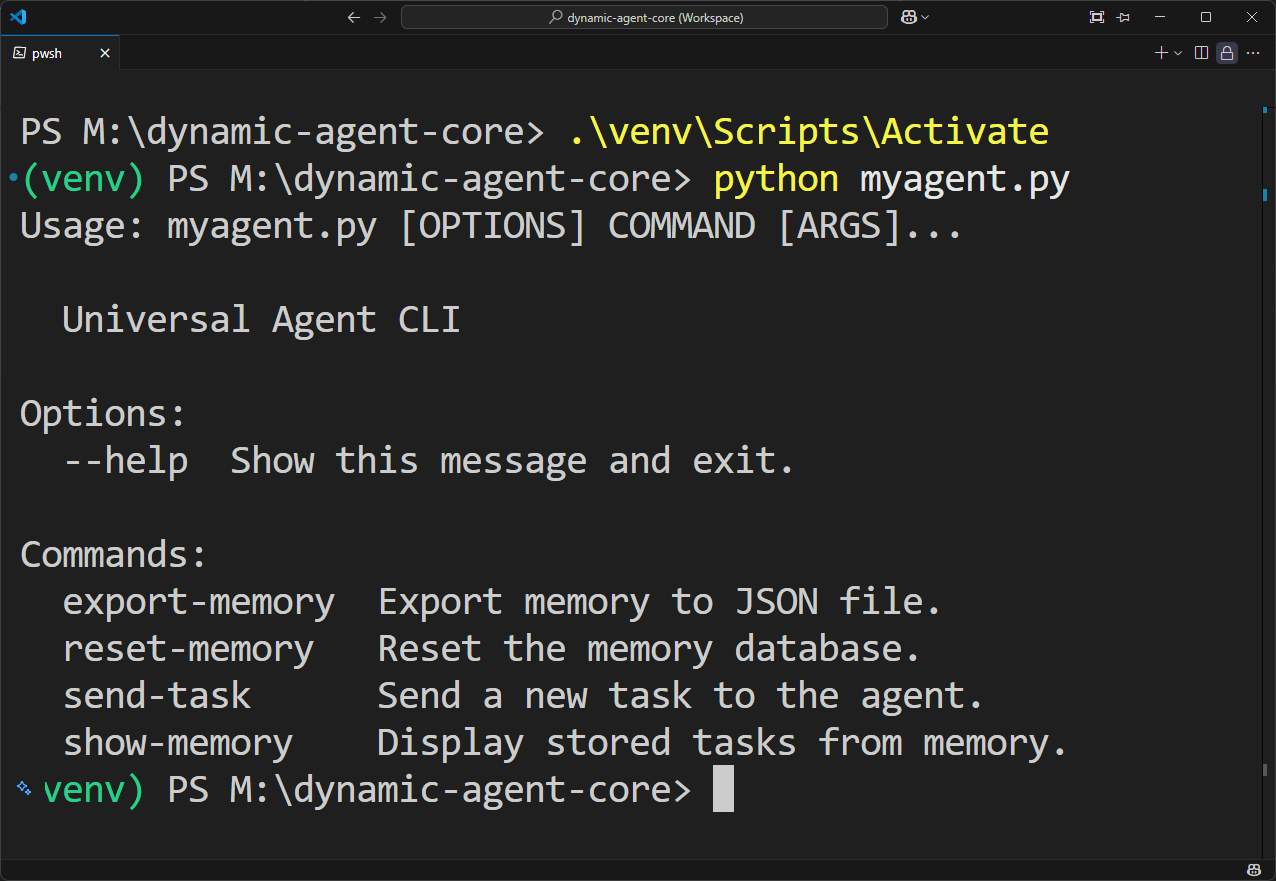 dynamic-agent-core (Workspace)
pwsh
PS M:\dynamic-agent-core> .\venv\Scripts\Activate
(venv) PS M:\dynamic-agent-core> python myagent.py
Usage: myagent.py [OPTIONS] COMMAND [ARGS]...
  Universal Agent CLI
Options:
  --help  Show this message and exit.
Commands:
  export-memory  Export memory to JSON file.
  reset-memory   Reset the memory database.
  send-task      Send a new task to the agent.
  show-memory    Display stored tasks from memory.
venv) PS M:\dynamic-agent-core>